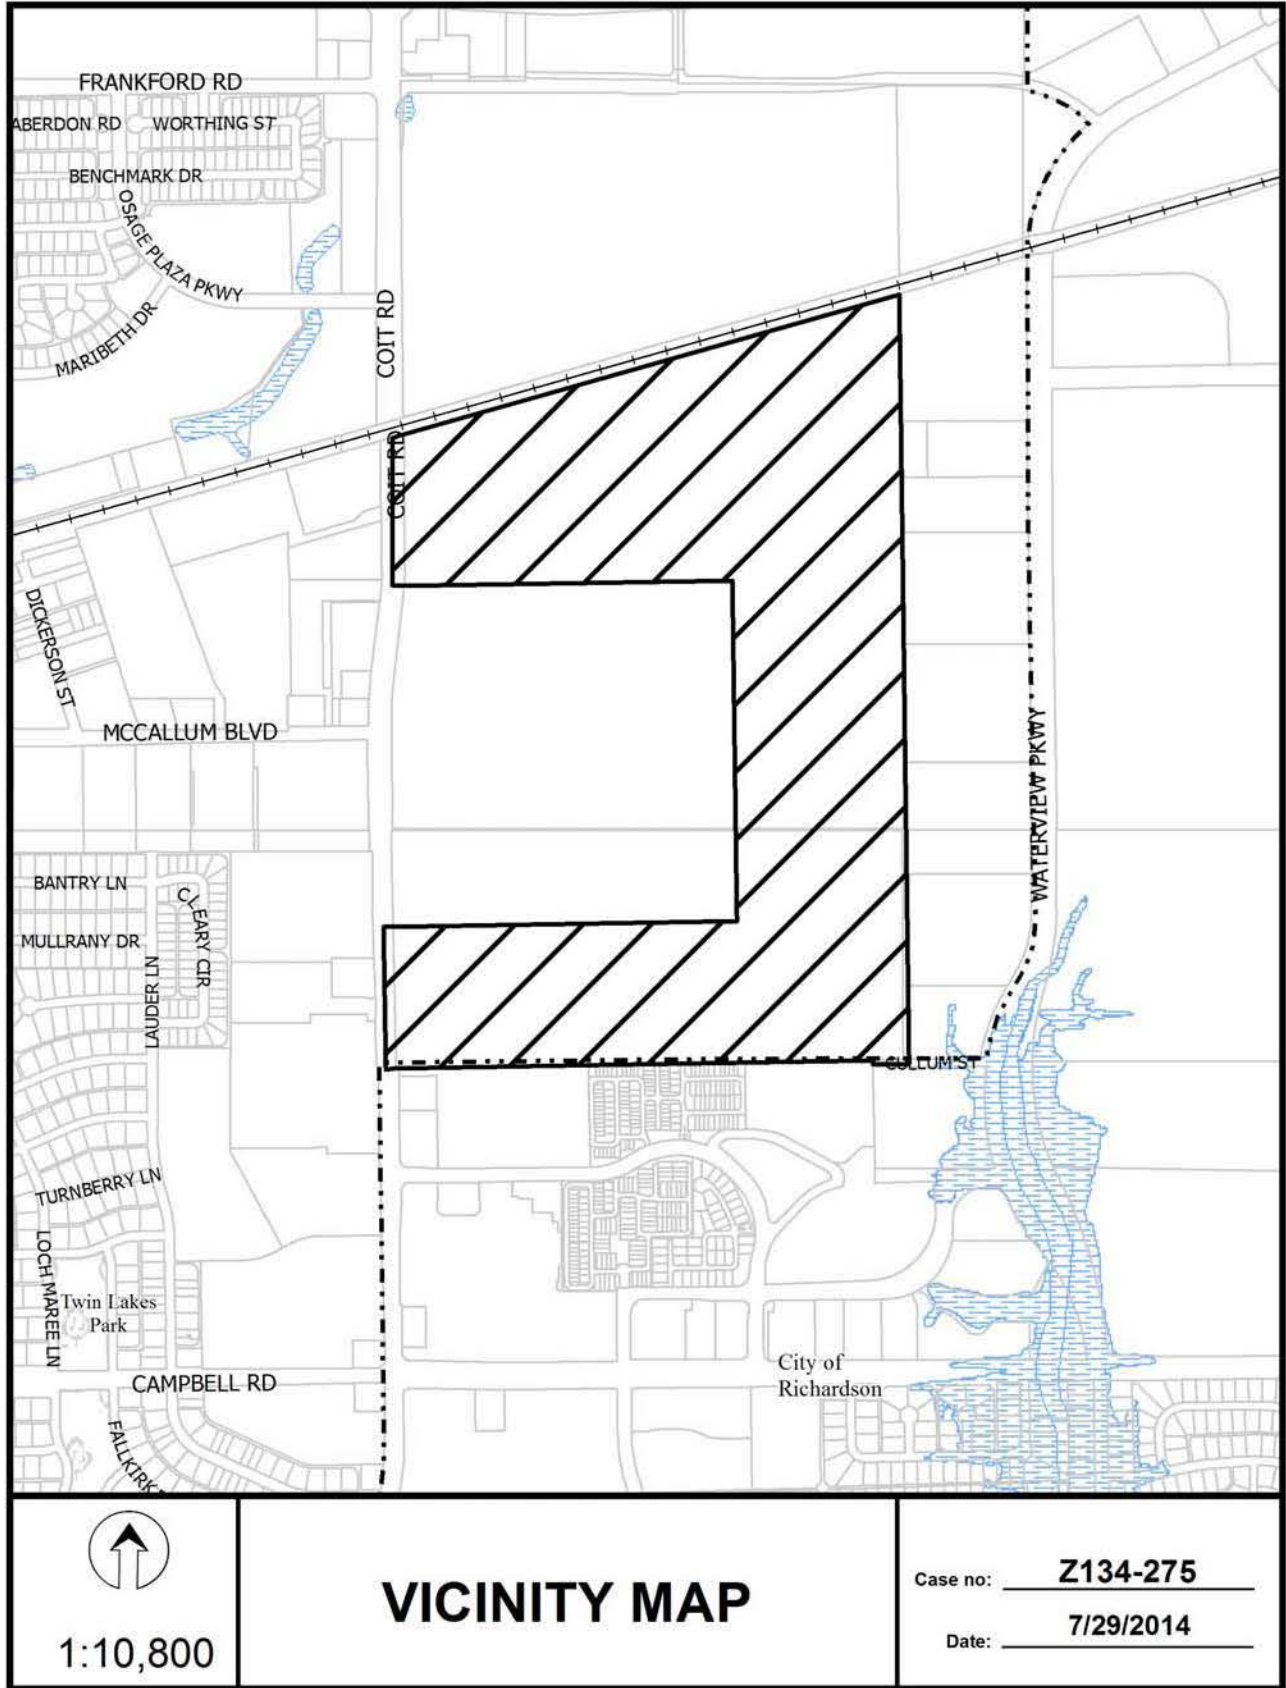 FRANKFORD RD
ABERDON RD
WORTHING ST
BENCHMARK DR
OSAGE PLAZA PKWY
MARIBETH DR
COIT RD
COIT RD
DICKERSON ST
MCCALLUM BLVD
WATERVIEW PKWY
BANTRY LN
CLEARY CIR
MULLRANY DR
LAUDER LN
CULLUM ST
TURNBERRY LN
LOCH MAREE LN
Twin Lakes
Park
City of
Richardson
CAMPBELL RD
FALLKIRK
1:10,800
VICINITY MAP
Case no: Z134-275
Date: 7/29/2014